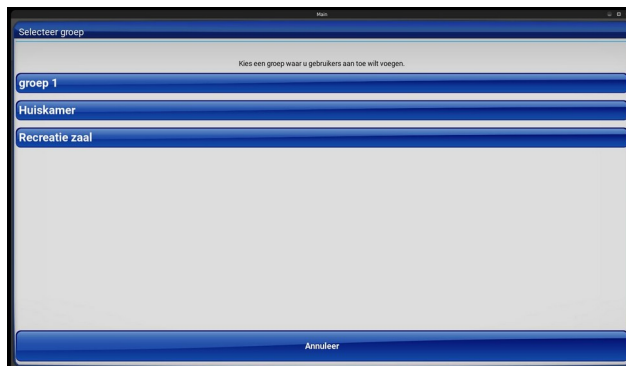 Main
Selecteer groep
Kies een groep waar u gebruikers aan toe wilt voegen.
groep 1
Huiskamer
Recreatie zaal
Annuleer